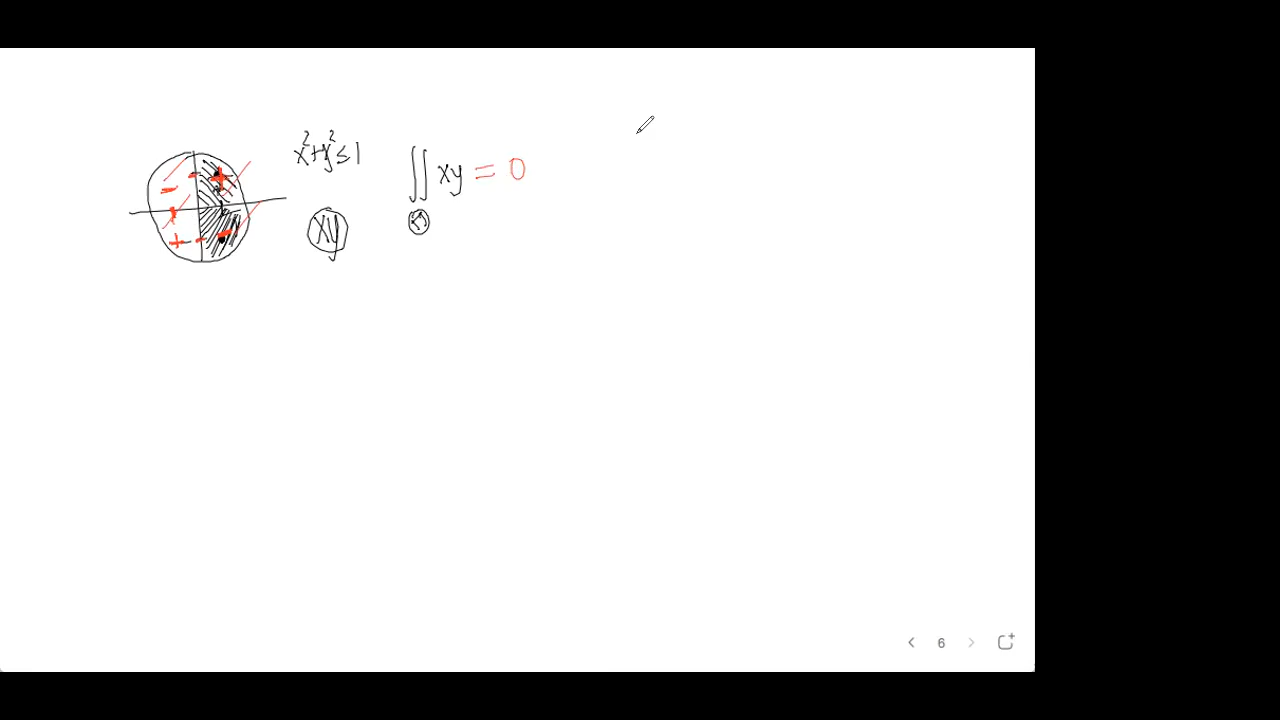 x²+y²≤1
∬ xy = 0
xy
+ - - +
- + - -
6